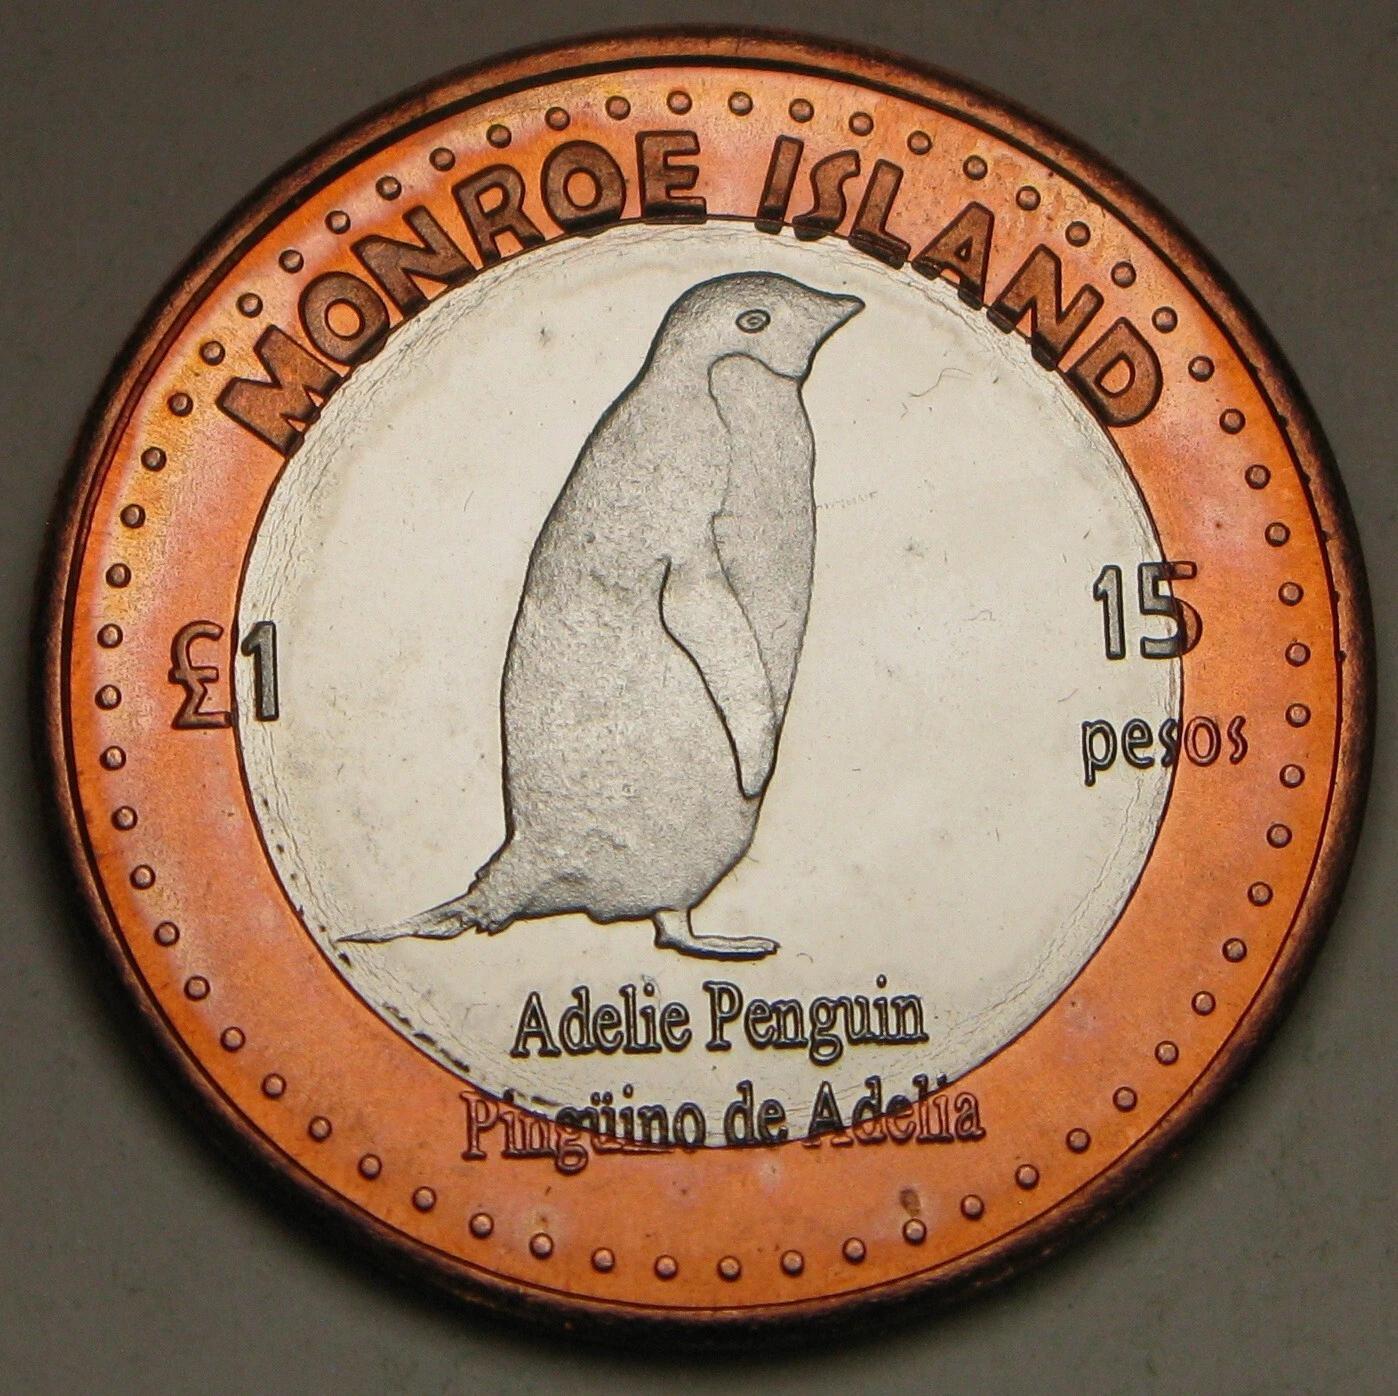 MONROE ISLAND
£1
15
pesos
Adelie Penguin
Pingüino de Adelia